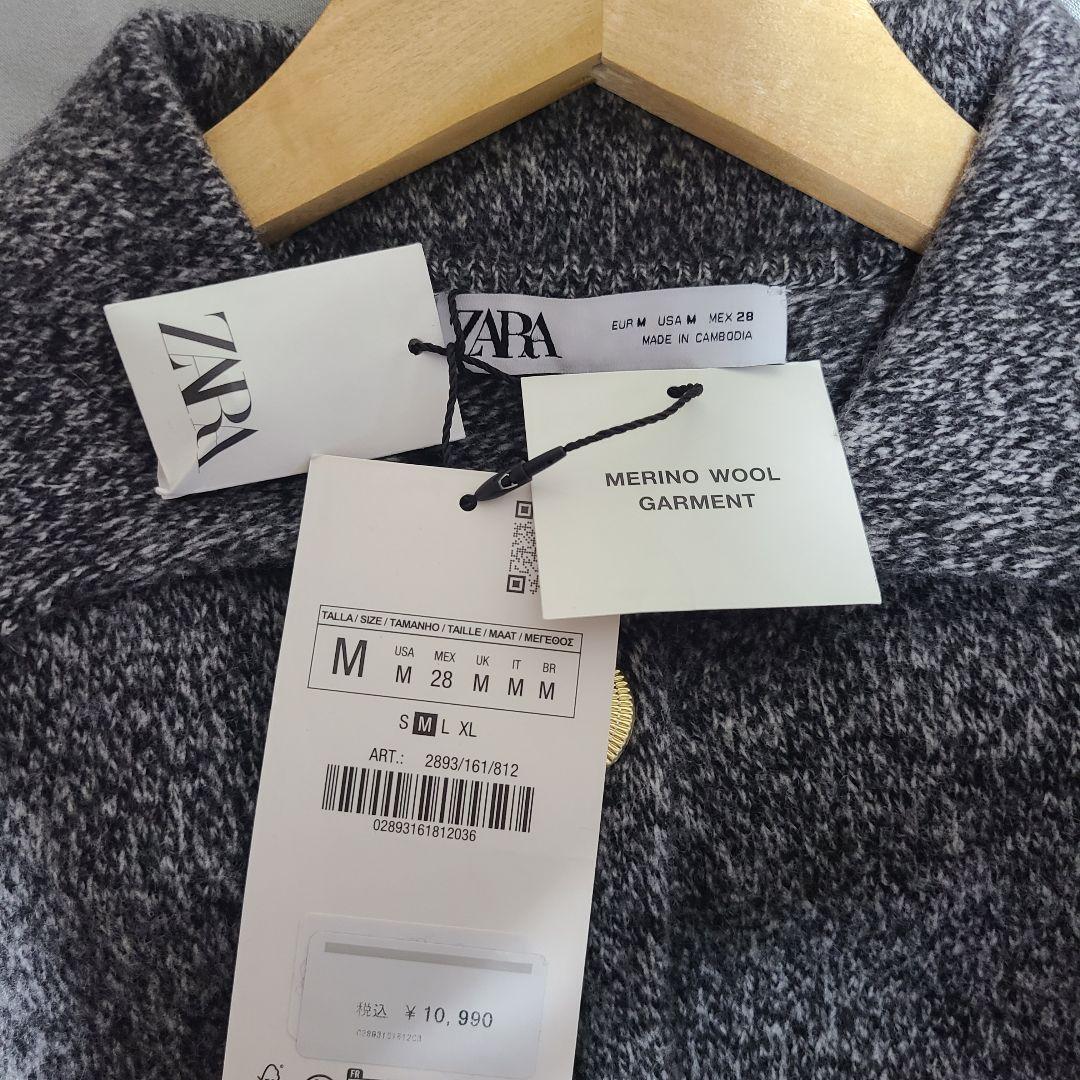 ZARA
ZARA
EUR M USA M MEX 28
MADE IN CAMBODIA
MERINO WOOL
GARMENT
TALLA / SIZE / TAMANHO / TAILLE / MAAT / ΜΕΓΕΘΟΣ
M
USA MEX UK IT BR
M 28 M M M
S M L XL
ART.: 2893/161/812
02893161812036
税込 ¥10,990
FR